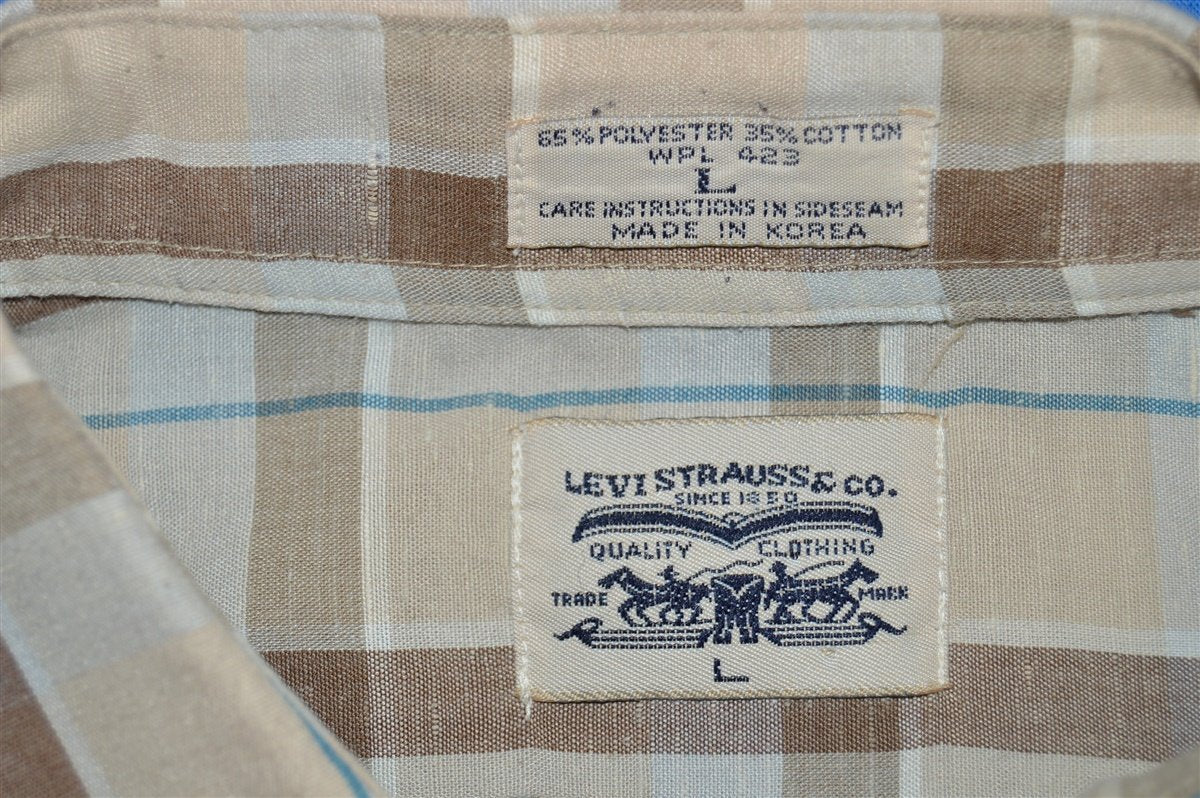 65% POLYESTER 35% COTTON
WPL 423
L
CARE INSTRUCTIONS IN SIDESEAM
MADE IN KOREA
LEVI STRAUSS & CO.
SINCE 1850
QUALITY CLOTHING
TRADE MARK
L